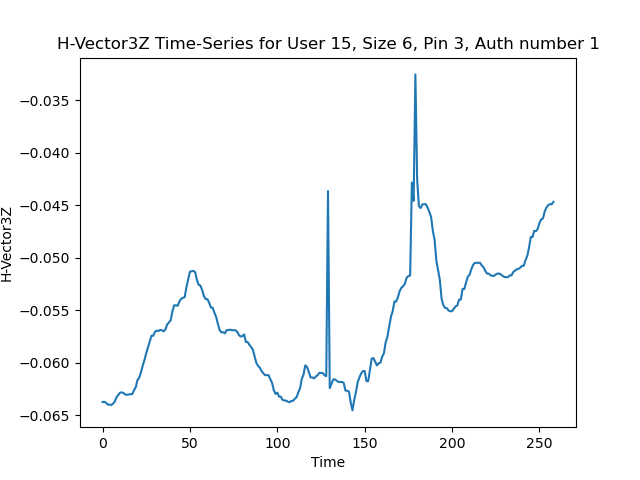 H-Vector3Z Time-Series for User 15, Size 6, Pin 3, Auth number 1
−0.035
−0.040
−0.045
−0.050
−0.055
−0.060
−0.065
H-Vector3Z
0 50 100 150 200 250
Time